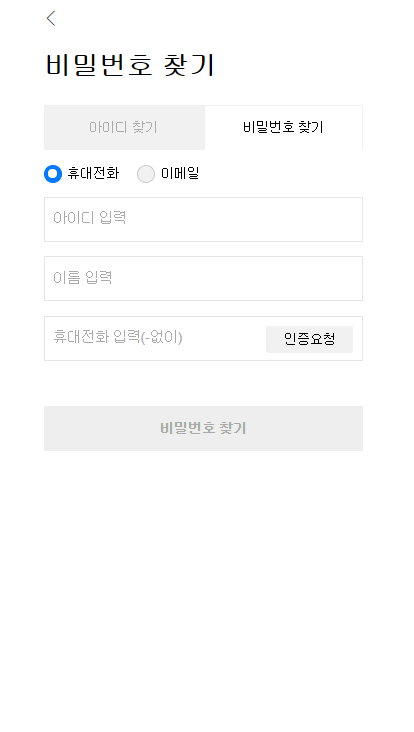 비밀번호 찾기
아이디 찾기 비밀번호 찾기
휴대전화 이메일
아이디 입력
이름 입력
휴대전화 입력(-없이) 인증요청
비밀번호 찾기